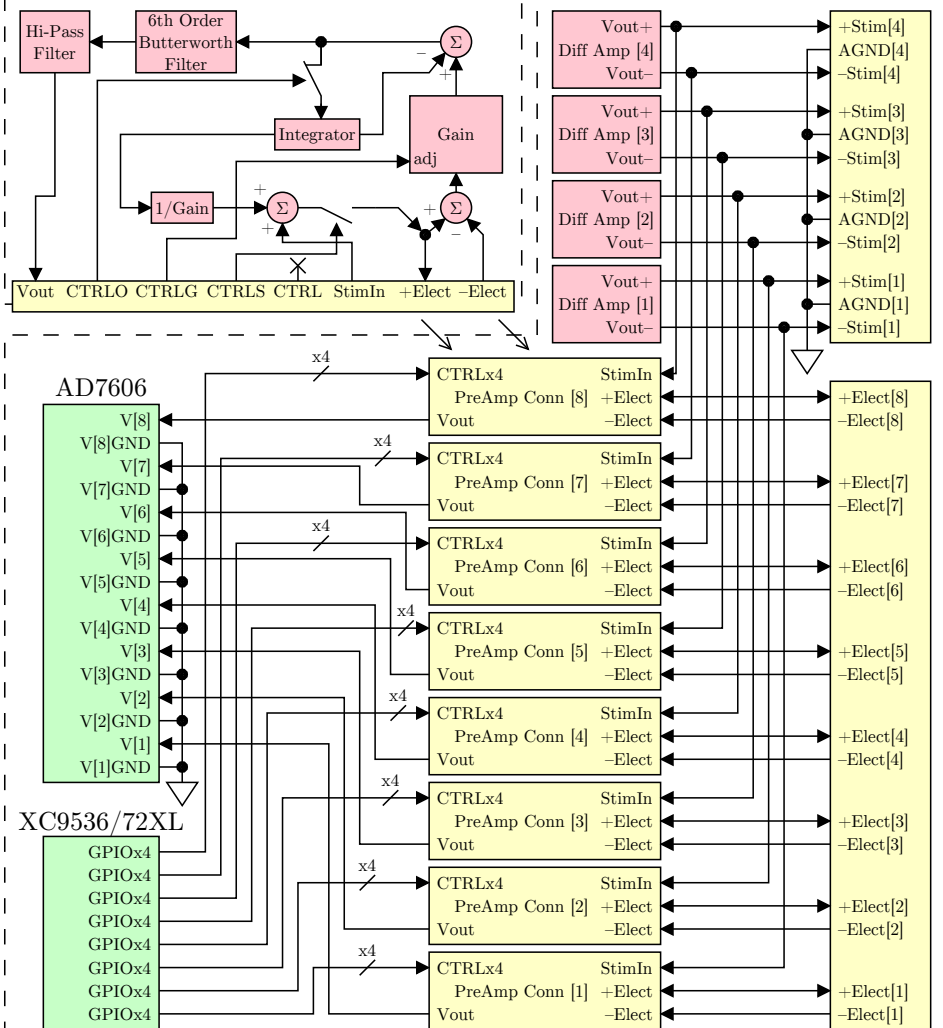 Hi-Pass
Filter
6th Order
Butterworth
Filter
Σ
−
+
Integrator
Gain
adj
1/Gain
+
+
Σ
+
−
Σ
Vout CTRLO CTRLG CTRLS CTRL StimIn +Elect –Elect
Vout+
Diff Amp [4]
Vout–
Vout+
Diff Amp [3]
Vout–
Vout+
Diff Amp [2]
Vout–
Vout+
Diff Amp [1]
Vout–
+Stim[4]
AGND[4]
–Stim[4]
+Stim[3]
AGND[3]
–Stim[3]
+Stim[2]
AGND[2]
–Stim[2]
+Stim[1]
AGND[1]
–Stim[1]
AD7606
V[8]
V[8]GND
V[7]
V[7]GND
V[6]
V[6]GND
V[5]
V[5]GND
V[4]
V[4]GND
V[3]
V[3]GND
V[2]
V[2]GND
V[1]
V[1]GND
XC9536/72XL
GPIOx4
GPIOx4
GPIOx4
GPIOx4
GPIOx4
GPIOx4
GPIOx4
GPIOx4
x4
x4
x4
x4
x4
x4
x4
x4
CTRLx4 StimIn
PreAmp Conn [8] +Elect
Vout –Elect
CTRLx4 StimIn
PreAmp Conn [7] +Elect
Vout –Elect
CTRLx4 StimIn
PreAmp Conn [6] +Elect
Vout –Elect
CTRLx4 StimIn
PreAmp Conn [5] +Elect
Vout –Elect
CTRLx4 StimIn
PreAmp Conn [4] +Elect
Vout –Elect
CTRLx4 StimIn
PreAmp Conn [3] +Elect
Vout –Elect
CTRLx4 StimIn
PreAmp Conn [2] +Elect
Vout –Elect
CTRLx4 StimIn
PreAmp Conn [1] +Elect
Vout –Elect
+Elect[8]
–Elect[8]
+Elect[7]
–Elect[7]
+Elect[6]
–Elect[6]
+Elect[5]
–Elect[5]
+Elect[4]
–Elect[4]
+Elect[3]
–Elect[3]
+Elect[2]
–Elect[2]
+Elect[1]
–Elect[1]